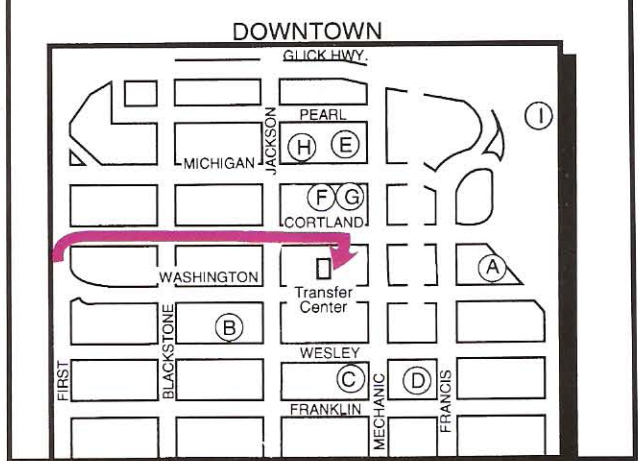 DOWNTOWN
GLICK HWY.
PEARL
JACKSON
H
E
I
MICHIGAN
F
G
CORTLAND
A
WASHINGTON
Transfer
Center
B
BLACKSTONE
WESLEY
FIRST
C
D
MECHANIC
FRANCIS
FRANKLIN